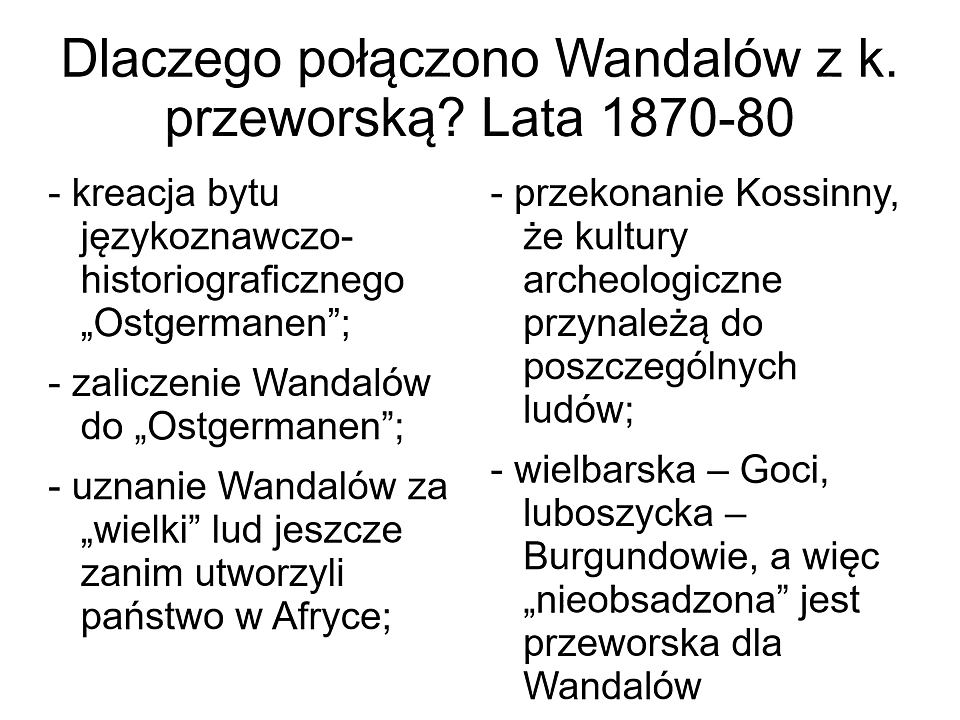 Dlaczego połączono Wandalów z k.
przeworską? Lata 1870-80
- kreacja bytu
językoznawczo-
historiograficznego
„Ostgermanen”;
- zaliczenie Wandalów
do „Ostgermanen”;
- uznanie Wandalów za
„wielki” lud jeszcze
zanim utworzyli
państwo w Afryce;
- przekonanie Kossinny,
że kultury
archeologiczne
przynależą do
poszczególnych
ludów;
- wielbarska – Goci,
luboszycka –
Burgundowie, a więc
„nieobsadzona” jest
przeworska dla
Wandalów